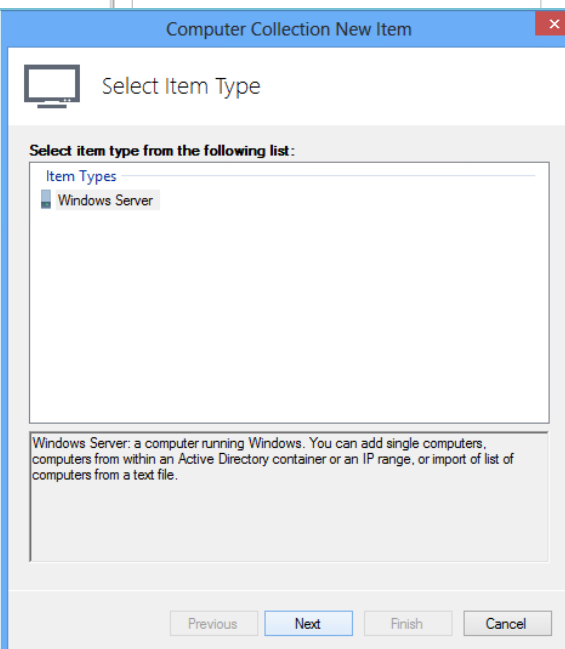 Computer Collection New Item
Select Item Type
Select item type from the following list:
Item Types
Windows Server
Windows Server: a computer running Windows. You can add single computers,
computers from within an Active Directory container or an IP range, or import of list of
computers from a text file.
Previous Next Finish Cancel